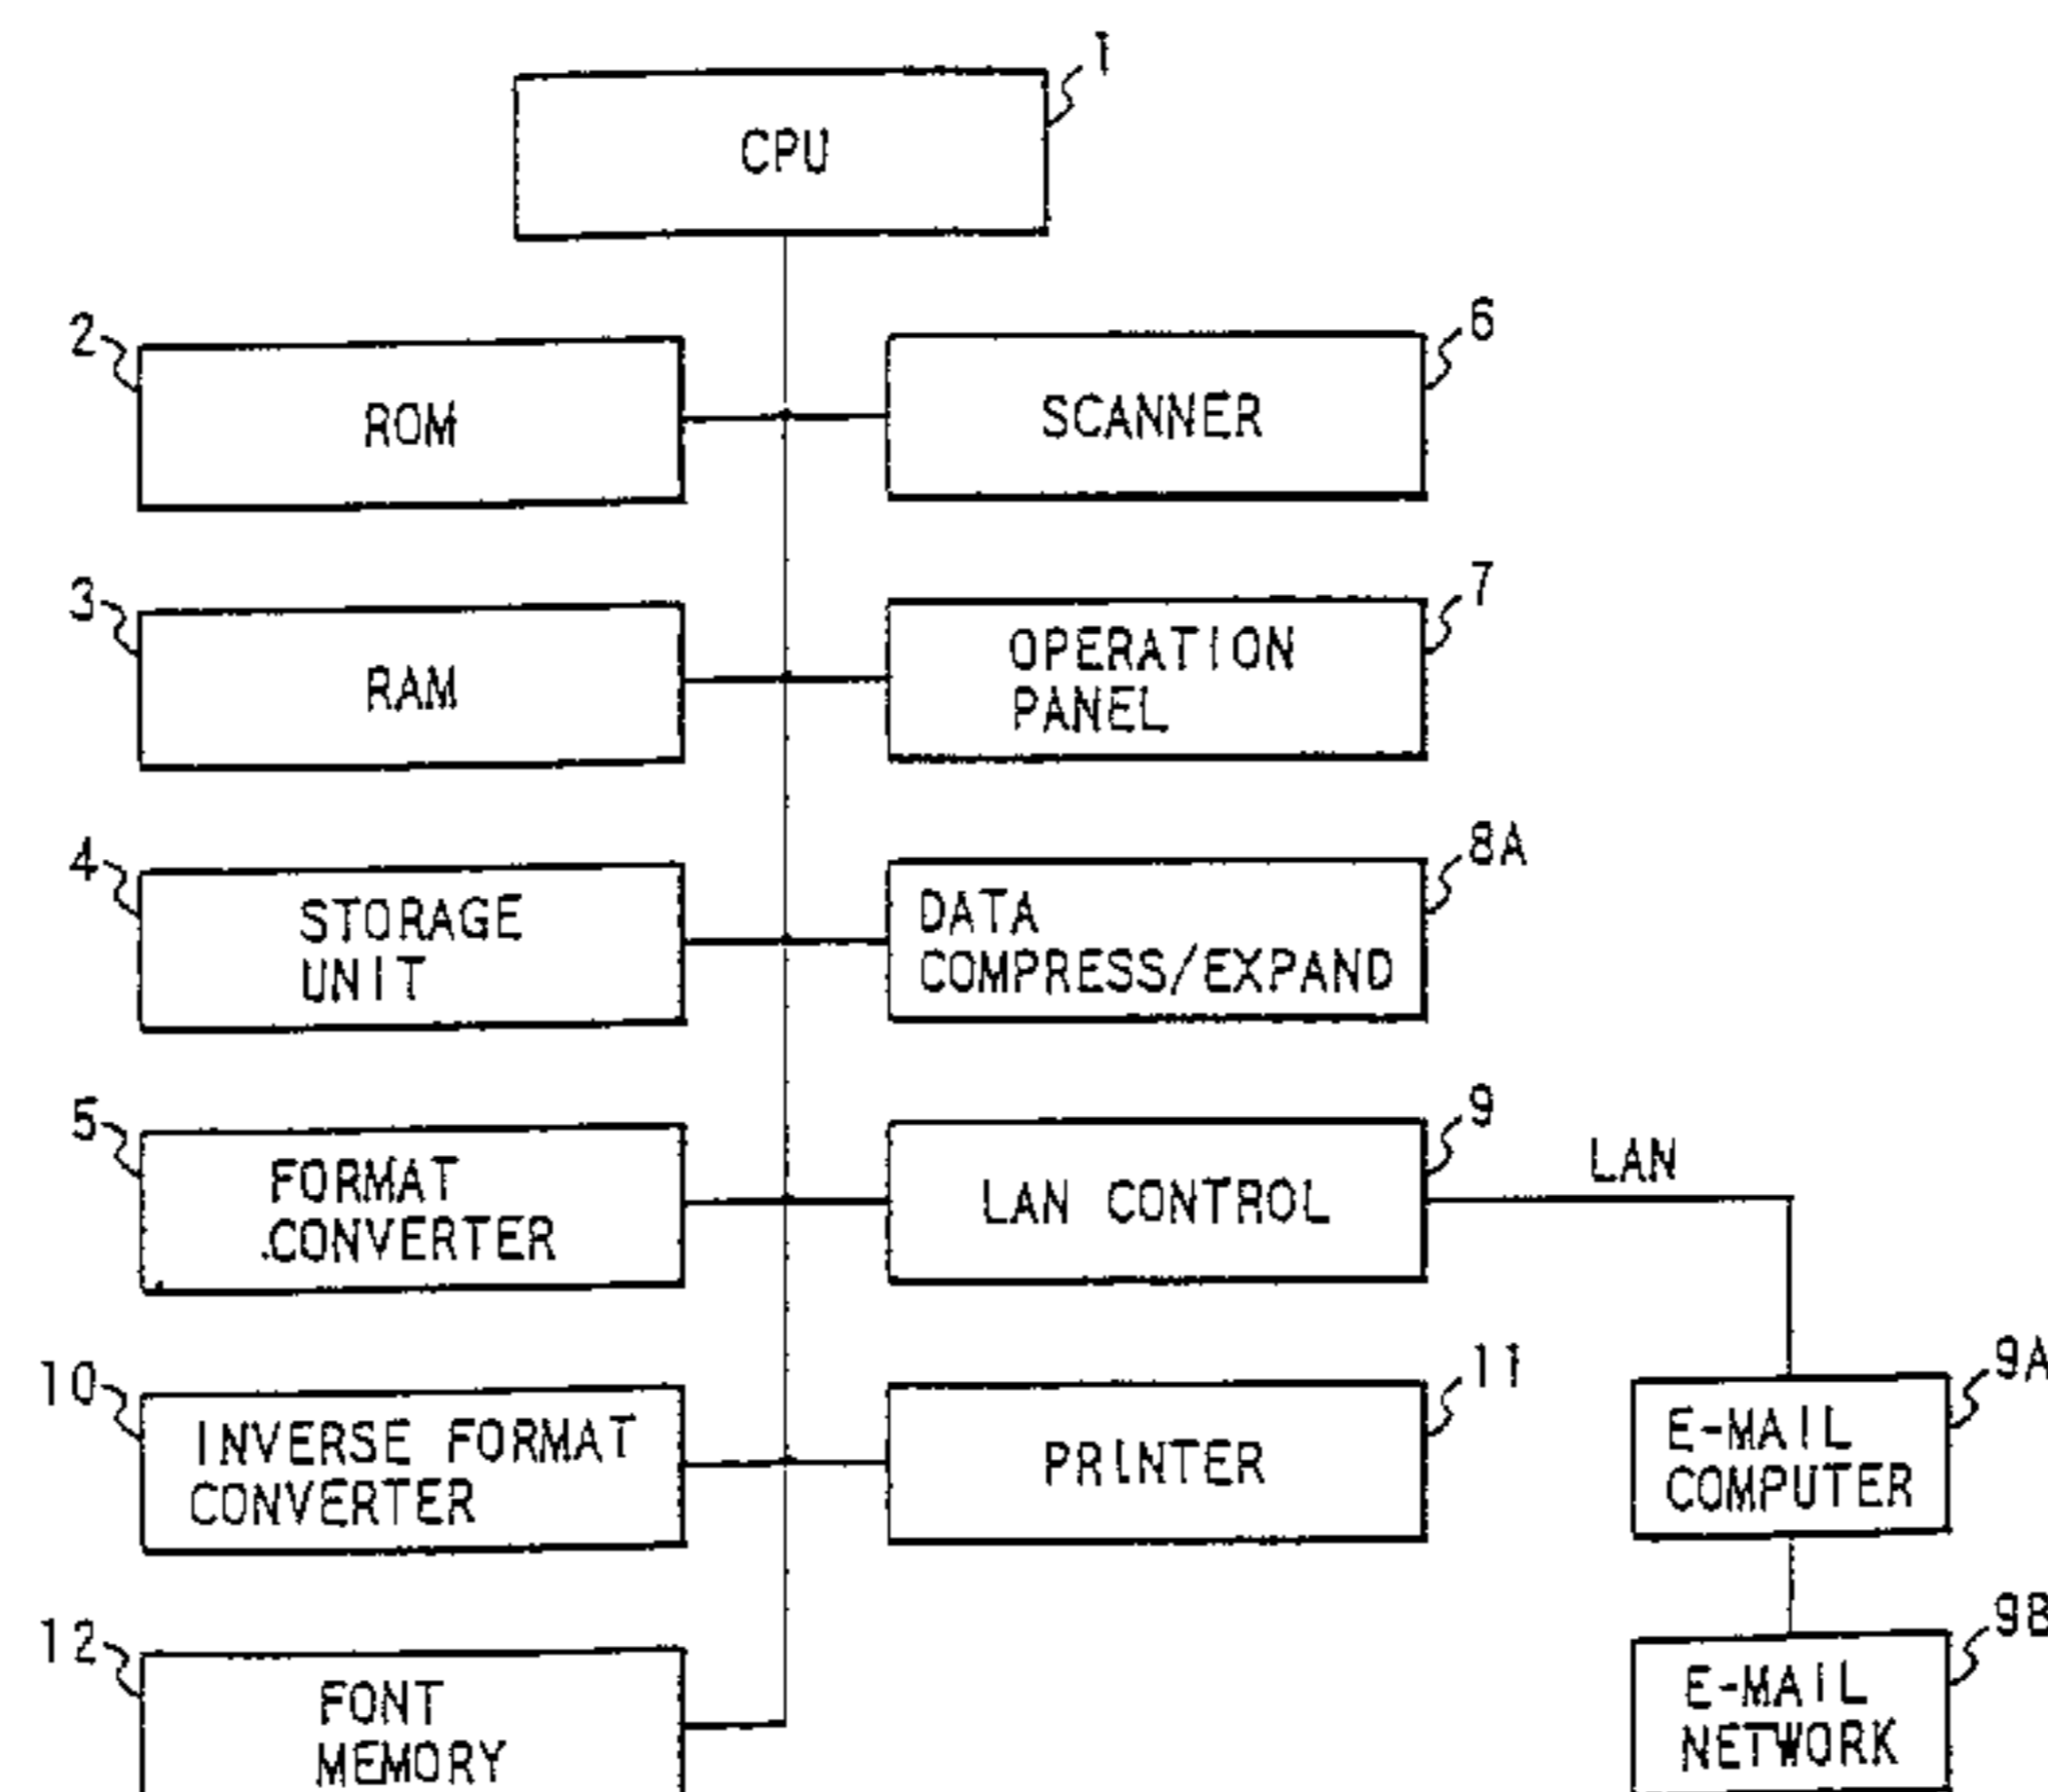 1
CPU
2
ROM
6
SCANNER
3
RAM
7
OPERATION
PANEL
4
STORAGE
UNIT
8A
DATA
COMPRESS/EXPAND
5
FORMAT
CONVERTER
9
LAN CONTROL
LAN
10
INVERSE FORMAT
CONVERTER
11
PRINTER
9A
E-MAIL
COMPUTER
12
FONT
MEMORY
9B
E-MAIL
NETWORK